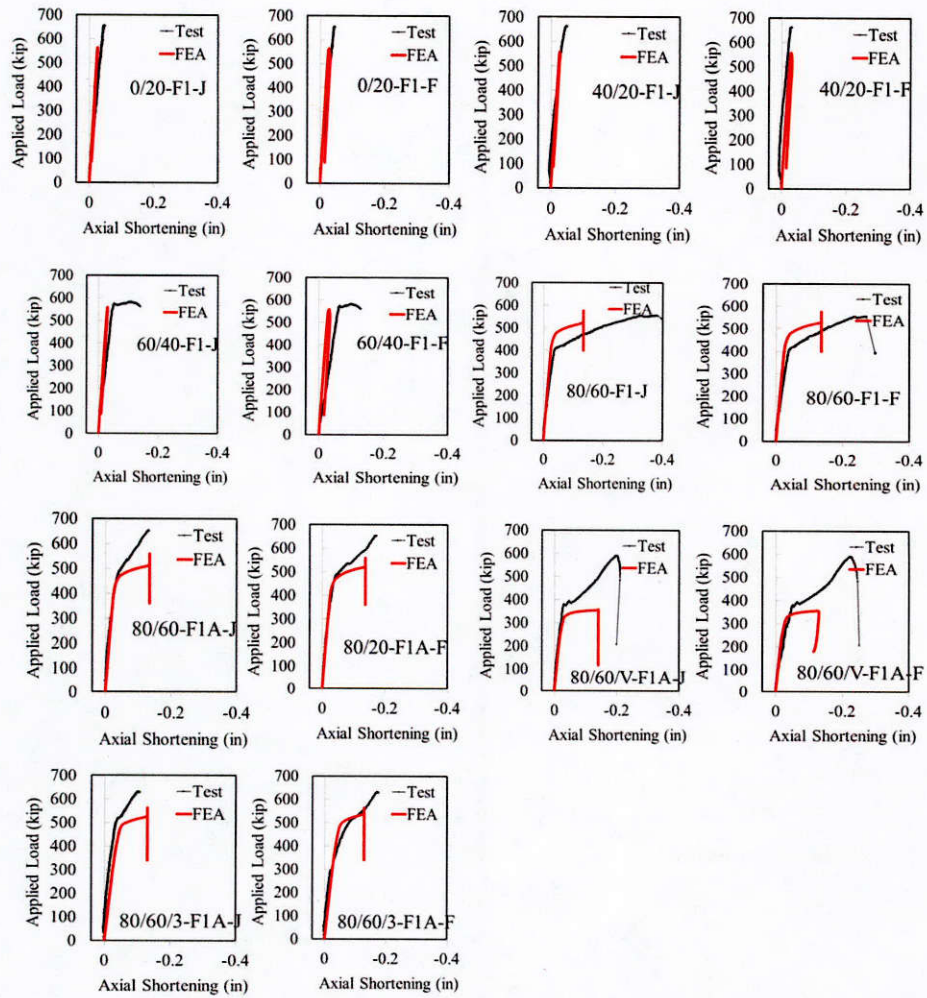 Applied Load (kip)
700
600
500
400
300
200
100
0
Test
FEA
0/20-F1-J
0 -0.2 -0.4
Axial Shortening (in)
Applied Load (kip)
700
600
500
400
300
200
100
0
Test
FEA
0/20-F1-F
0 -0.2 -0.4
Axial Shortening (in)
Applied Load (kip)
700
600
500
400
300
200
100
0
Test
FEA
40/20-F1-J
0 -0.2 -0.4
Axial Shortening (in)
Applied Load (kip)
700
600
500
400
300
200
100
0
Test
FEA
40/20-F1-F
0 -0.2 -0.4
Axial Shortening (in)
Applied Load (kip)
700
600
500
400
300
200
100
0
Test
FEA
60/40-F1-J
0 -0.2 -0.4
Axial Shortening (in)
Applied Load (kip)
700
600
500
400
300
200
100
0
Test
FEA
60/40-F1-F
0 -0.2 -0.4
Axial Shortening (in)
Applied Load (kip)
700
600
500
400
300
200
100
0
Test
FEA
80/60-F1-J
0 -0.2 -0.4
Axial Shortening (in)
Applied Load (kip)
700
600
500
400
300
200
100
0
Test
FEA
80/60-F1-F
0 -0.2 -0.4
Axial Shortening (in)
Applied Load (kip)
700
600
500
400
300
200
100
0
Test
FEA
80/60-F1A-J
0 -0.2 -0.4
Axial Shortening (in)
Applied Load (kip)
700
600
500
400
300
200
100
0
Test
FEA
80/20-F1A-F
0 -0.2 -0.4
Axial Shortening (in)
Applied Load (kip)
700
600
500
400
300
200
100
0
Test
FEA
80/60/V-F1A-J
0 -0.2 -0.4
Axial Shortening (in)
Applied Load (kip)
700
600
500
400
300
200
100
0
Test
FEA
80/60/V-F1A-F
0 -0.2 -0.4
Axial Shortening (in)
Applied Load (kip)
700
600
500
400
300
200
100
0
Test
FEA
80/60/3-F1A-J
0 -0.2 -0.4
Axial Shortening (in)
Applied Load (kip)
700
600
500
400
300
200
100
0
Test
FEA
80/60/3-F1A-F
0 -0.2 -0.4
Axial Shortening (in)